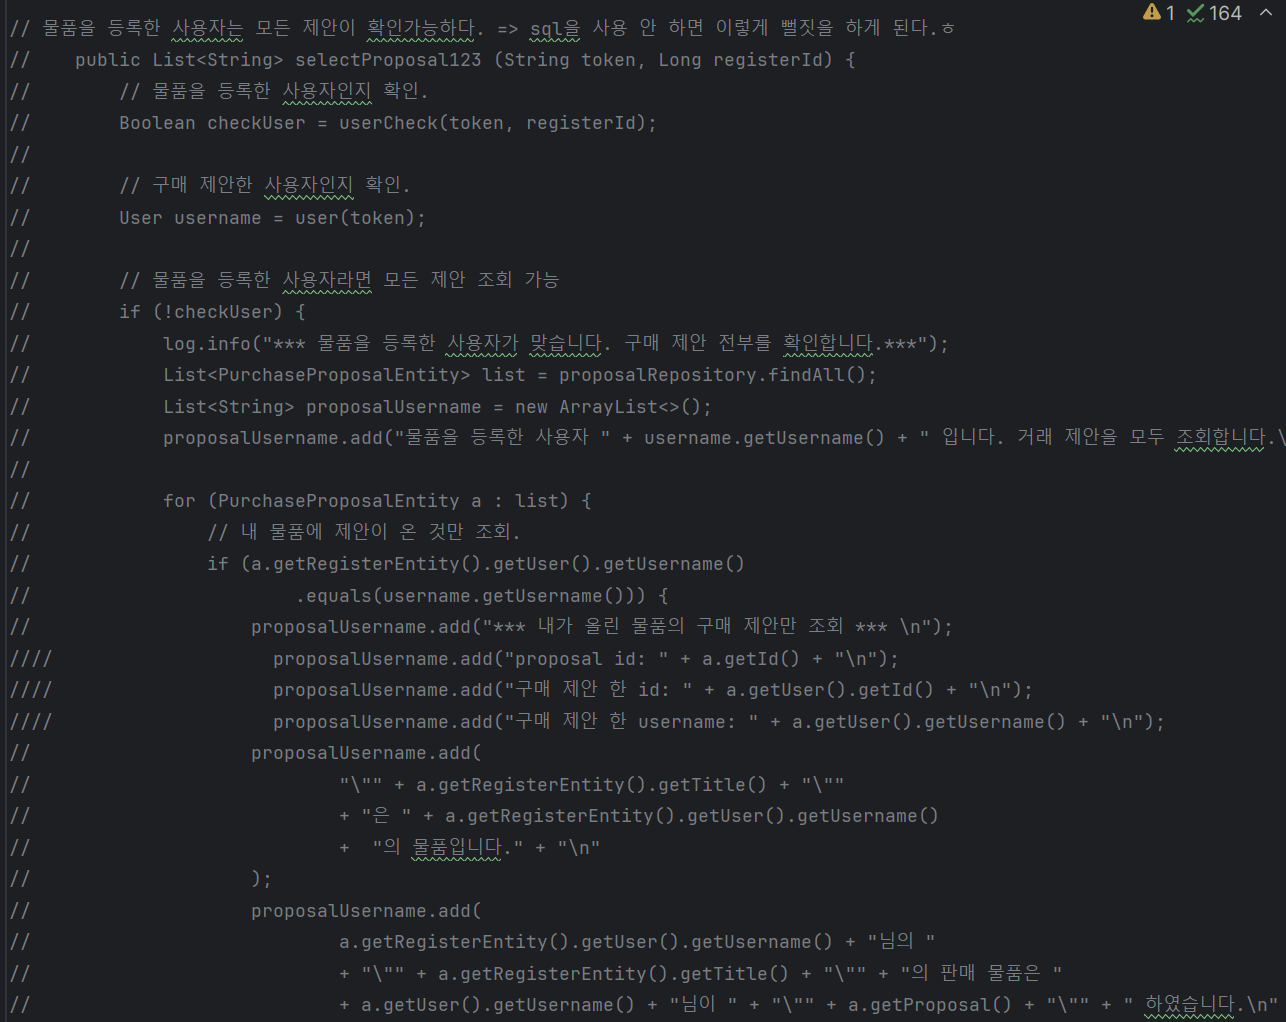 1 164
// 물품을 등록한 사용자는 모든 제안이 확인가능하다. => sql을 사용 안 하면 이렇게 뻘짓을 하게 된다.ㅎ
//    public List<String> selectProposal123 (String token, Long registerId) {
//        // 물품을 등록한 사용자인지 확인.
//        Boolean checkUser = userCheck(token, registerId);
//
//        // 구매 제안한 사용자인지 확인.
//        User username = user(token);
//
//        // 물품을 등록한 사용자라면 모든 제안 조회 가능
//        if (!checkUser) {
//            log.info("*** 물품을 등록한 사용자가 맞습니다. 구매 제안 전부를 확인합니다.***");
//            List<PurchaseProposalEntity> list = proposalRepository.findAll();
//            List<String> proposalUsername = new ArrayList<>();
//            proposalUsername.add("물품을 등록한 사용자 " + username.getUsername() + " 입니다. 거래 제안을 모두 조회합니다.\
//
//            for (PurchaseProposalEntity a : list) {
//                // 내 물품에 제안이 온 것만 조회.
//                if (a.getRegisterEntity().getUser().getUsername()
//                        .equals(username.getUsername())) {
//                    proposalUsername.add("*** 내가 올린 물품의 구매 제안만 조회 *** \n");
////                    proposalUsername.add("proposal id: " + a.getId() + "\n");
////                    proposalUsername.add("구매 제안 한 id: " + a.getUser().getId() + "\n");
////                    proposalUsername.add("구매 제안 한 username: " + a.getUser().getUsername() + "\n");
//                    proposalUsername.add(
//                            "\"" + a.getRegisterEntity().getTitle() + "\""
//                            + "은 " + a.getRegisterEntity().getUser().getUsername()
//                            +  "의 물품입니다." + "\n"
//                    );
//                    proposalUsername.add(
//                            a.getRegisterEntity().getUser().getUsername() + "님의 "
//                            + "\"" + a.getRegisterEntity().getTitle() + "\"" + "의 판매 물품은 "
//                            + a.getUser().getUsername() + "님이 " + "\"" + a.getProposal() + "\"" + " 하였습니다.\n"